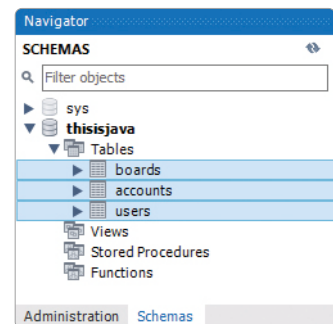 Navigator
SCHEMAS
Filter objects
sys
thisisjava
Tables
boards
accounts
users
Views
Stored Procedures
Functions
Administration Schemas